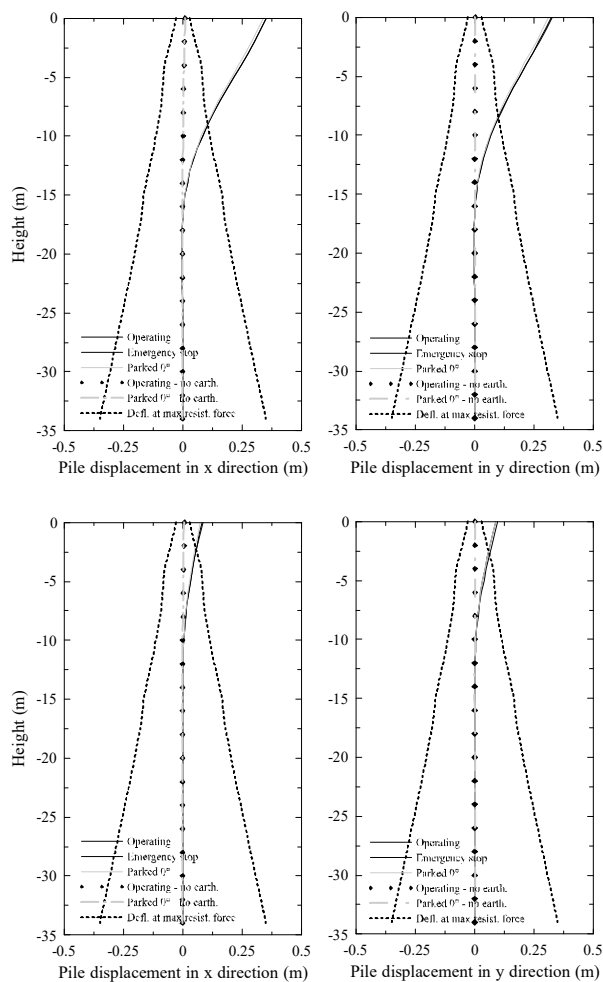 0
-5
-10
-15
-20
-25
-30
-35
Height (m)
Operating
Emergency stop
Parked 0°
Operating - no earth.
Parked 0° - no earth.
Defl. at max resist. force
-0.5 -0.25 0 0.25 0.5
Pile displacement in x direction (m)
0
-5
-10
-15
-20
-25
-30
-35
Operating
Emergency stop
Parked 0°
Operating - no earth.
Parked 0° - no earth.
Defl. at max resist. force
-0.5 -0.25 0 0.25 0.5
Pile displacement in y direction (m)
0
-5
-10
-15
-20
-25
-30
-35
Height (m)
Operating
Emergency stop
Parked 0°
Operating - no earth.
Parked 0° - no earth.
Defl. at max resist. force
-0.5 -0.25 0 0.25 0.5
Pile displacement in x direction (m)
0
-5
-10
-15
-20
-25
-30
-35
Operating
Emergency stop
Parked 0°
Operating - no earth.
Parked 0° - no earth.
Defl. at max resist. force
-0.5 -0.25 0 0.25 0.5
Pile displacement in y direction (m)